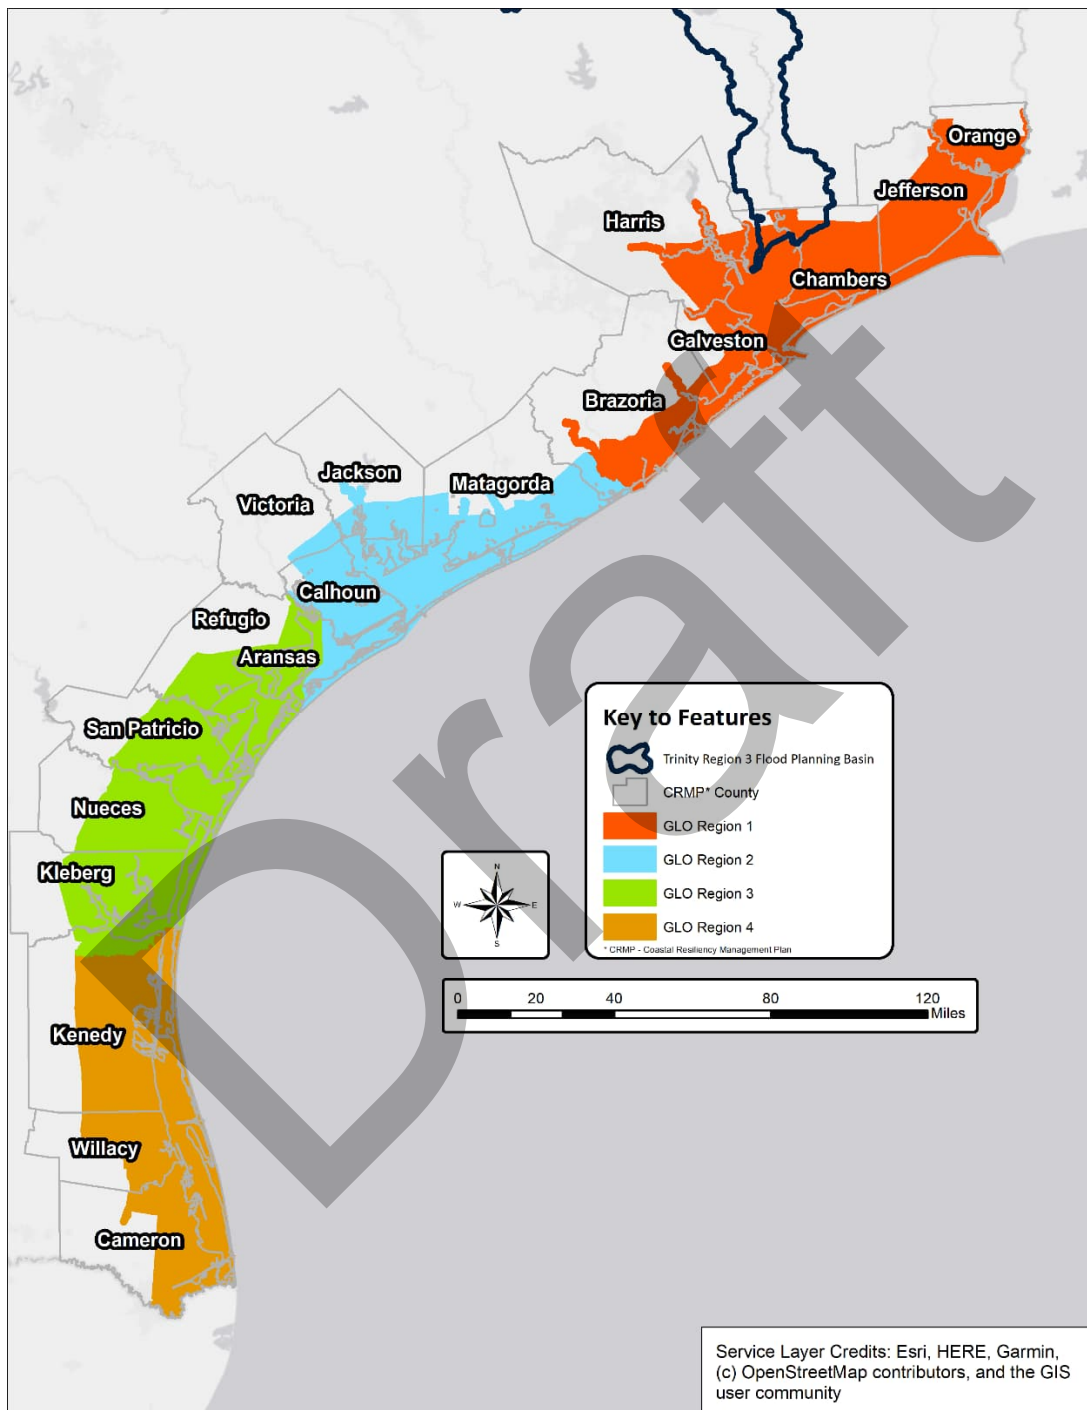 Orange
Jefferson
Harris
Chambers
Galveston
Brazoria
Jackson
Matagorda
Victoria
Calhoun
Refugio
Aransas
San Patricio
Nueces
Kleberg
Kenedy
Willacy
Cameron
Draft
Key to Features
Trinity Region 3 Flood Planning Basin
CRMP* County
GLO Region 1
GLO Region 2
GLO Region 3
GLO Region 4
* CRMP - Coastal Resiliency Management Plan
N
W E
S
0 20 40 80 120
Miles
Service Layer Credits: Esri, HERE, Garmin,
(c) OpenStreetMap contributors, and the GIS
user community